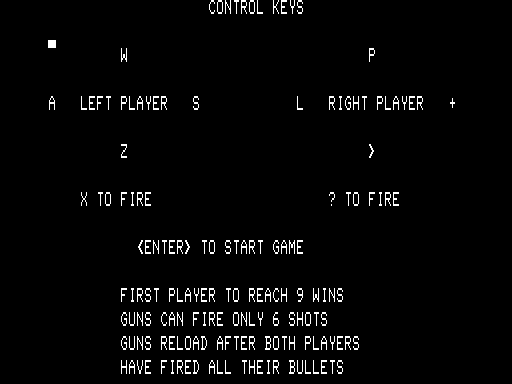 CONTROL KEYS
W P
A LEFT PLAYER S L RIGHT PLAYER +
Z >
X TO FIRE ? TO FIRE
<ENTER> TO START GAME
FIRST PLAYER TO REACH 9 WINS
GUNS CAN FIRE ONLY 6 SHOTS
GUNS RELOAD AFTER BOTH PLAYERS
HAVE FIRED ALL THEIR BULLETS